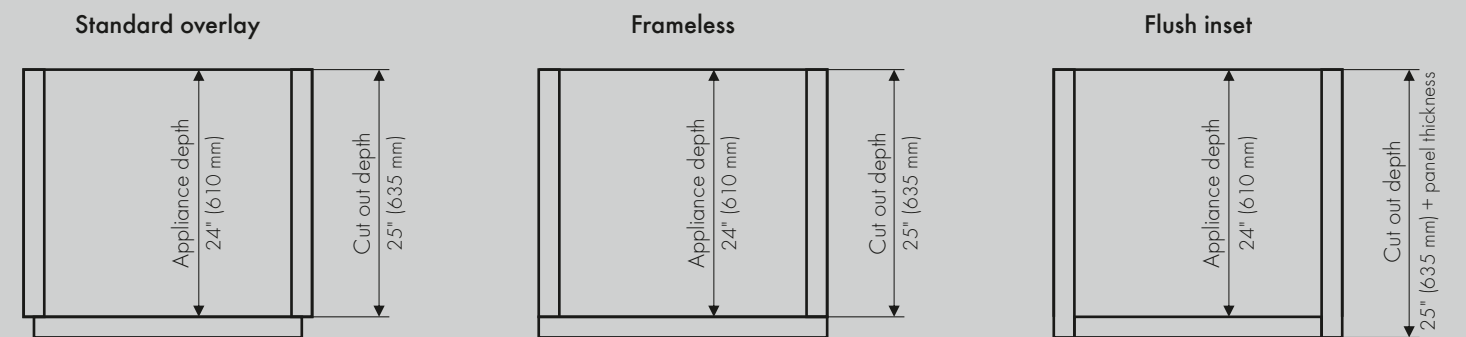 Standard overlay
Frameless
Flush inset
Appliance depth
24" (610 mm)
Cut out depth
25" (635 mm)
Appliance depth
24" (610 mm)
Cut out depth
25" (635 mm)
Appliance depth
24" (610 mm)
Cut out depth
25" (635 mm) + panel thickness